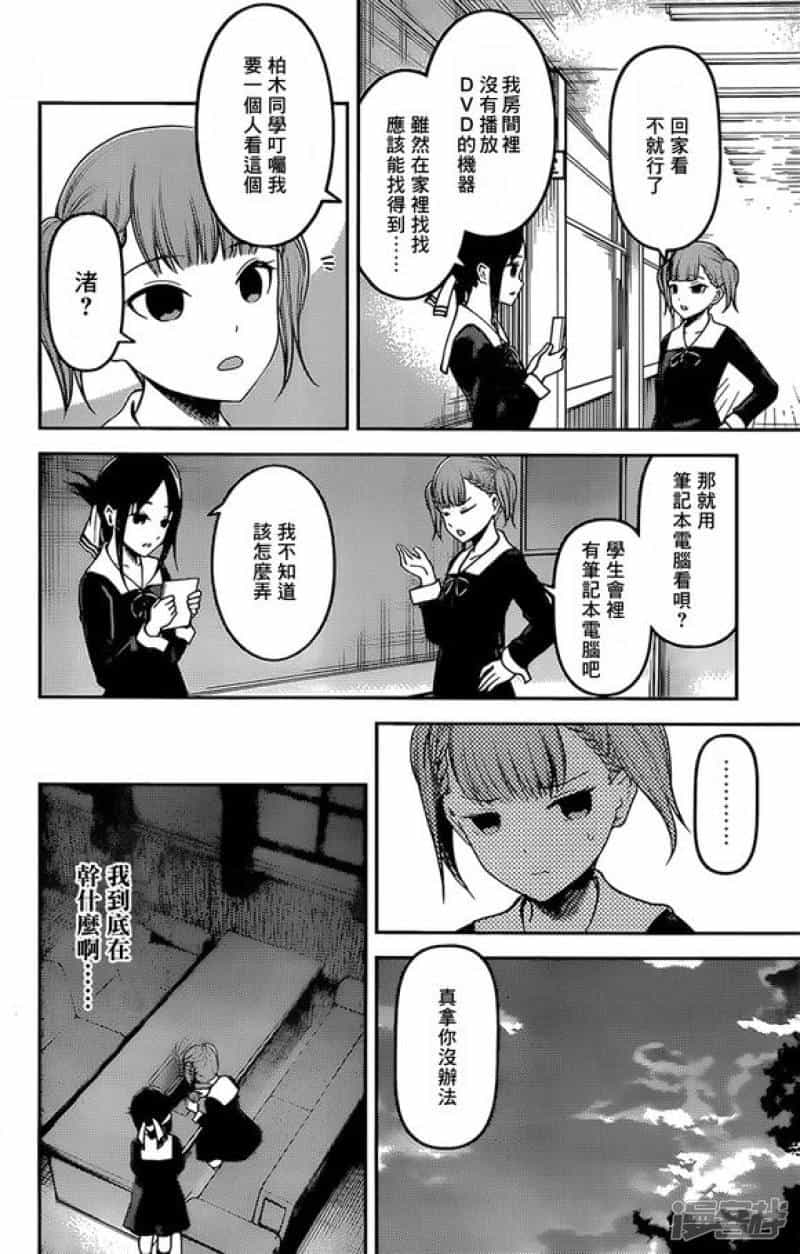 回家看
不就行了
我房間裡
沒有播放
DVD的機器
雖然在家裡找找
應該能找得到……
柏木同學叮囑我
要一個人看這個
渚?
那就用
筆記本電腦看唄?
學生會裡
有筆記本電腦吧
我不知道
該怎麼弄
………
真拿你沒辦法
我到底在
幹什麼啊……
漫客栈